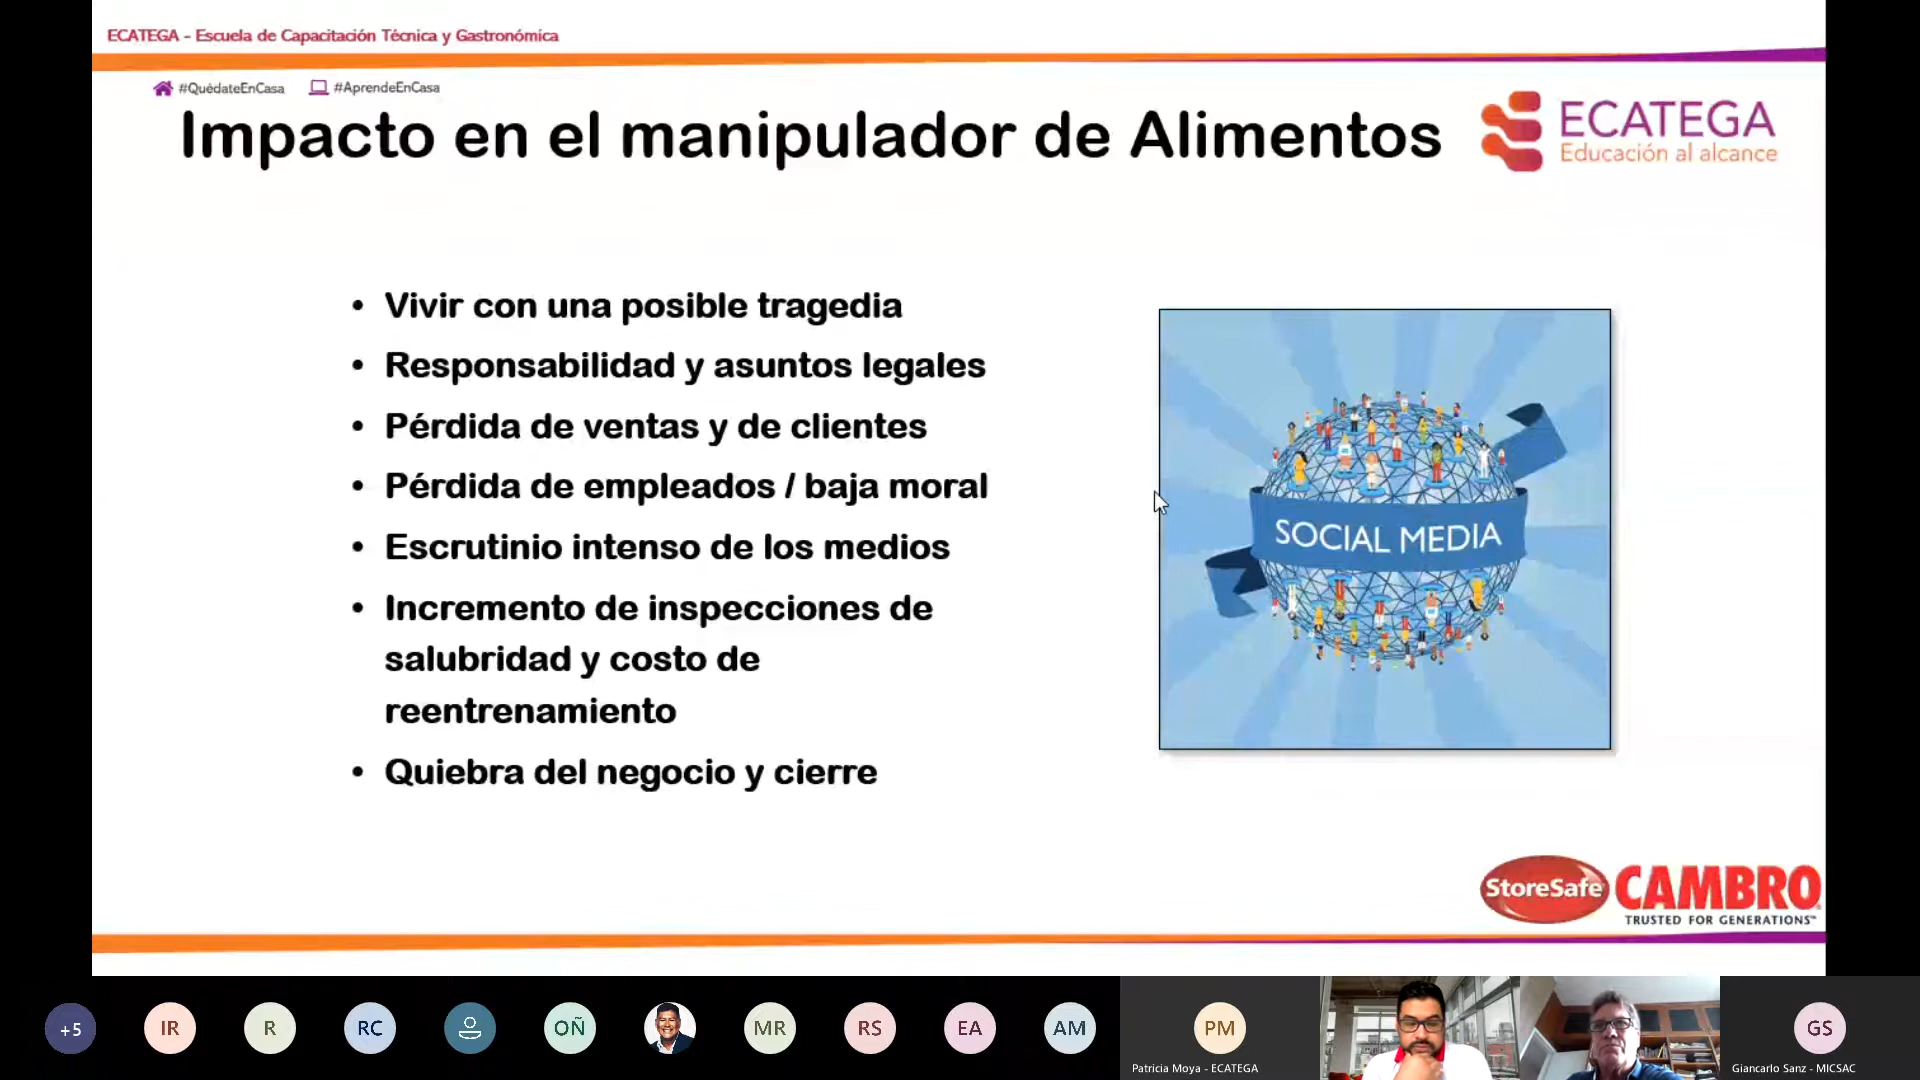 ECATEGA - Escuela de Capacitación Técnica y Gastronómica
#QuédateEnCasa #AprendeEnCasa
Impacto en el manipulador de Alimentos
ECATEGA
Educación al alcance
• Vivir con una posible tragedia
• Responsabilidad y asuntos legales
• Pérdida de ventas y de clientes
• Pérdida de empleados / baja moral
• Escrutinio intenso de los medios
• Incremento de inspecciones de
salubridad y costo de
reentrenamiento
• Quiebra del negocio y cierre
SOCIAL MEDIA
StoreSafe CAMBRO
TRUSTED FOR GENERATIONS™
+5 IR R RC OÑ MR RS EA AM PM GS
Patricia Moya - ECATEGA
Giancarlo Sanz - MICSAC